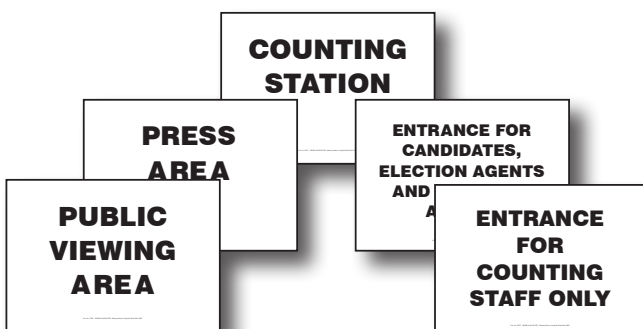 COUNTING
STATION
PRESS
AREA
ENTRANCE FOR
CANDIDATES,
ELECTION AGENTS
AND
PUBLIC
VIEWING
AREA
ENTRANCE
FOR
COUNTING
STAFF ONLY